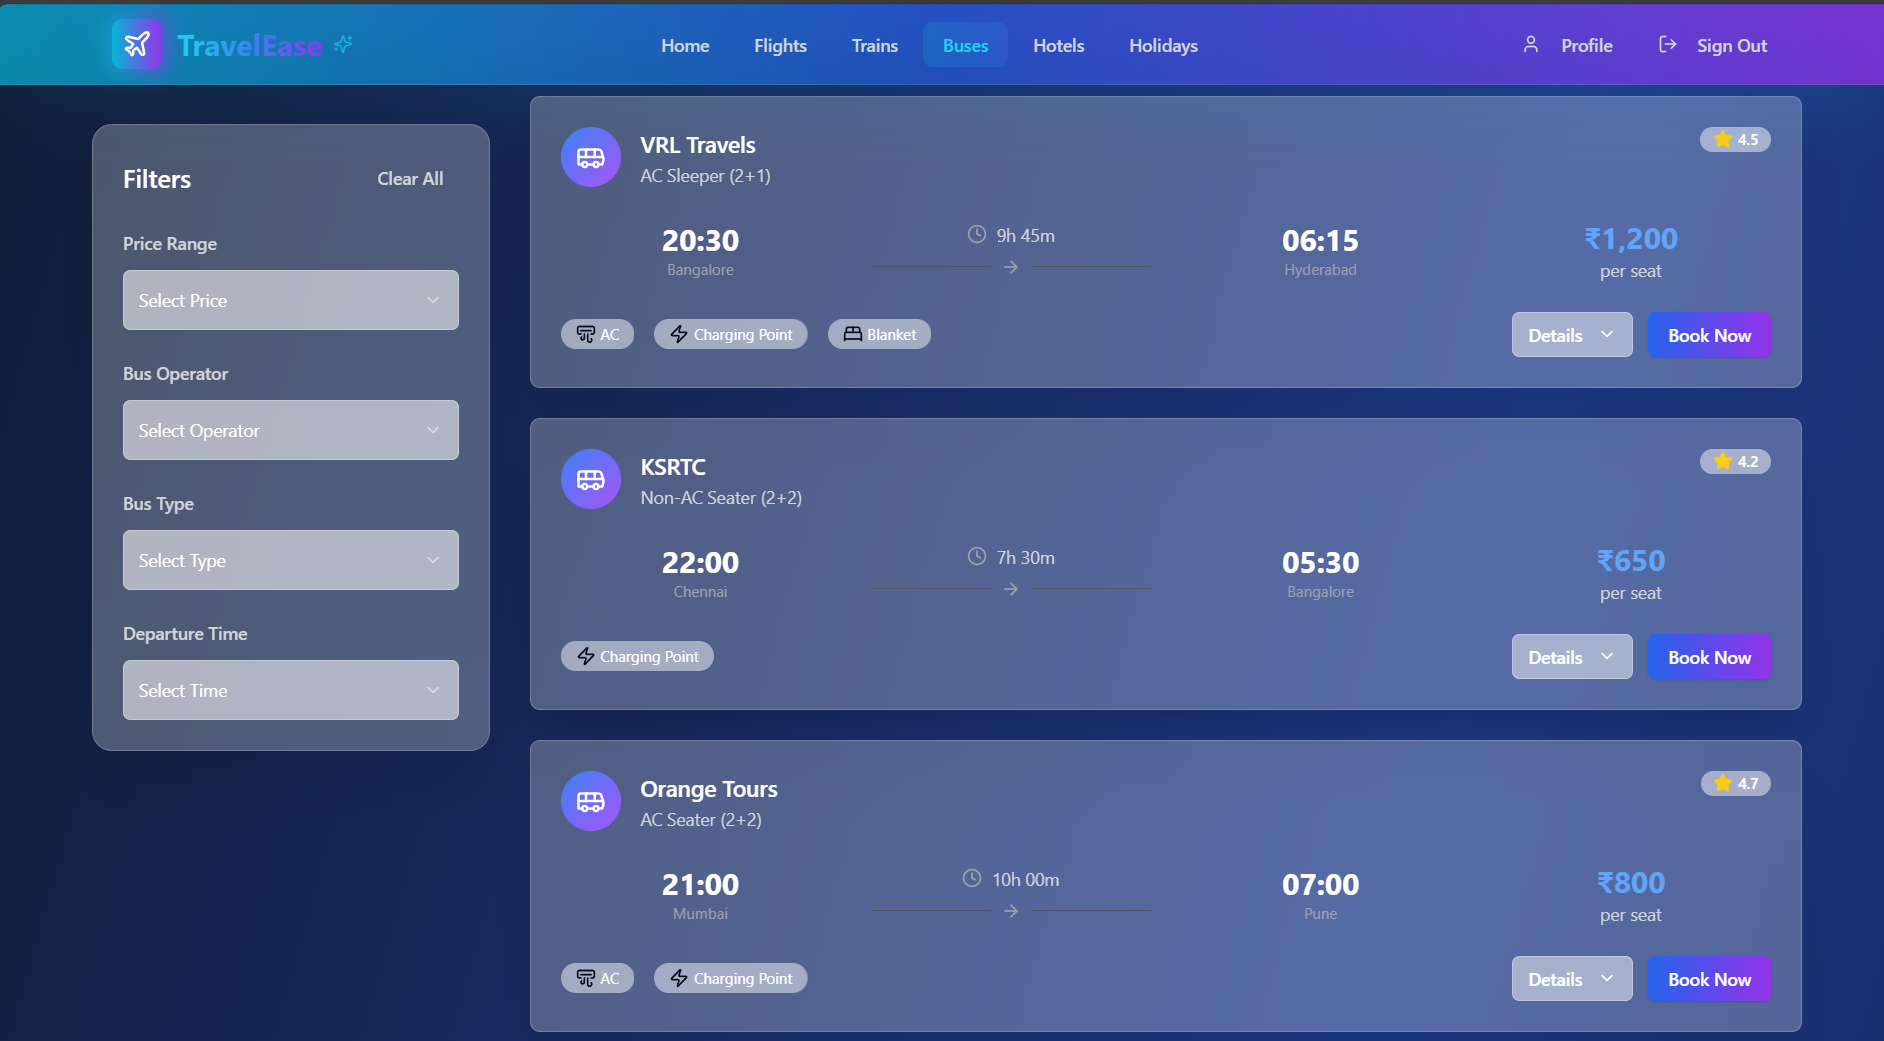 TravelEase
Home
Flights
Trains
Buses
Hotels
Holidays
Profile
Sign Out
Filters
Clear All
Price Range
Select Price
Bus Operator
Select Operator
Bus Type
Select Type
Departure Time
Select Time
VRL Travels
4.5
AC Sleeper (2+1)
20:30
9h 45m
06:15
₹1,200
Bangalore
Hyderabad
per seat
AC
Charging Point
Blanket
Details
Book Now
KSRTC
4.2
Non-AC Seater (2+2)
22:00
7h 30m
05:30
₹650
Chennai
Bangalore
per seat
Charging Point
Details
Book Now
Orange Tours
4.7
AC Seater (2+2)
21:00
10h 00m
07:00
₹800
Mumbai
Pune
per seat
AC
Charging Point
Details
Book Now